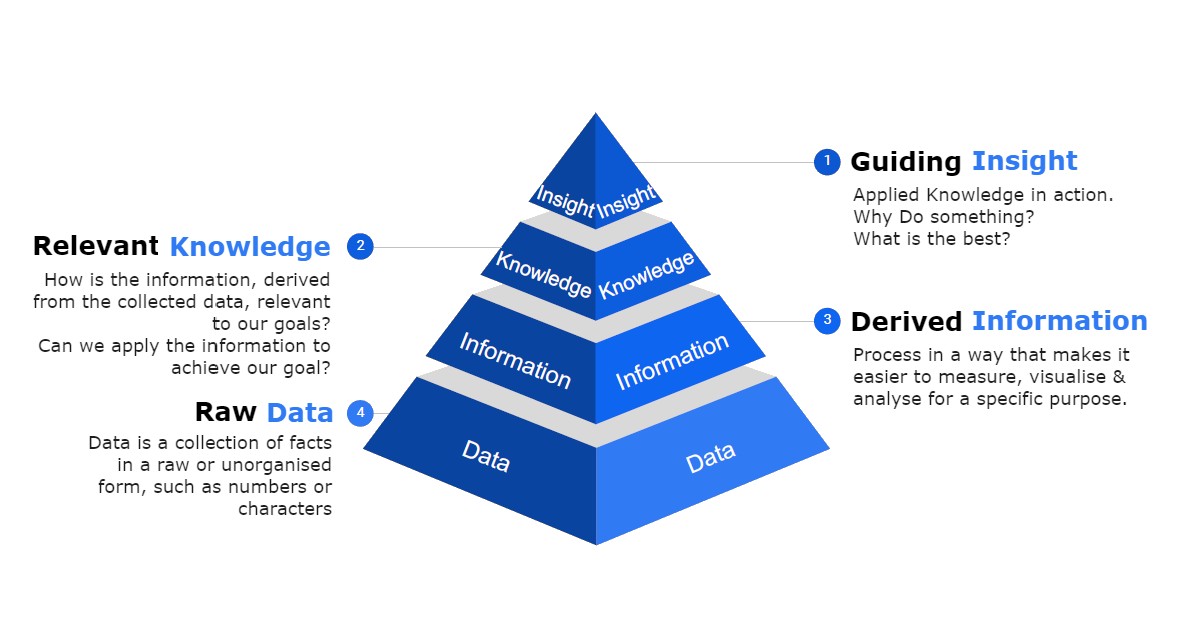 Insight Insight
Knowledge Knowledge
Information Information
Data Data
1 Guiding Insight
Applied Knowledge in action.
Why Do something?
What is the best?
Relevant Knowledge 2
How is the information, derived
from the collected data, relevant
to our goals?
Can we apply the information to
achieve our goal?
3 Derived Information
Process in a way that makes it
easier to measure, visualise &
analyse for a specific purpose.
Raw Data 4
Data is a collection of facts
in a raw or unorganised
form, such as numbers or
characters